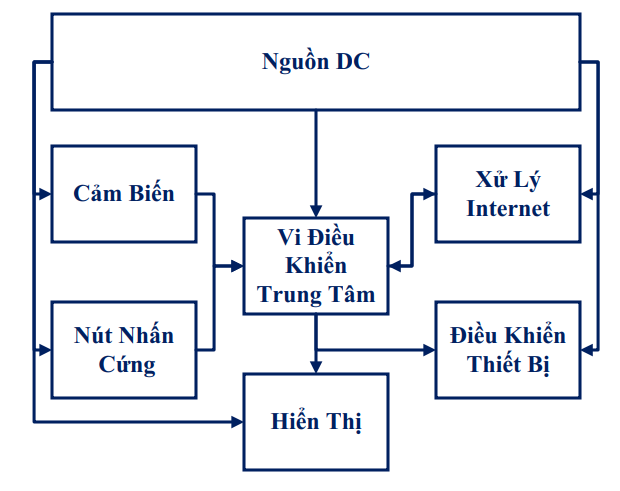 Nguồn DC
Cảm Biến
Xử Lý
Internet
Vi Điều
Khiển
Trung Tâm
Nút Nhấn
Cứng
Điều Khiển
Thiết Bị
Hiển Thị